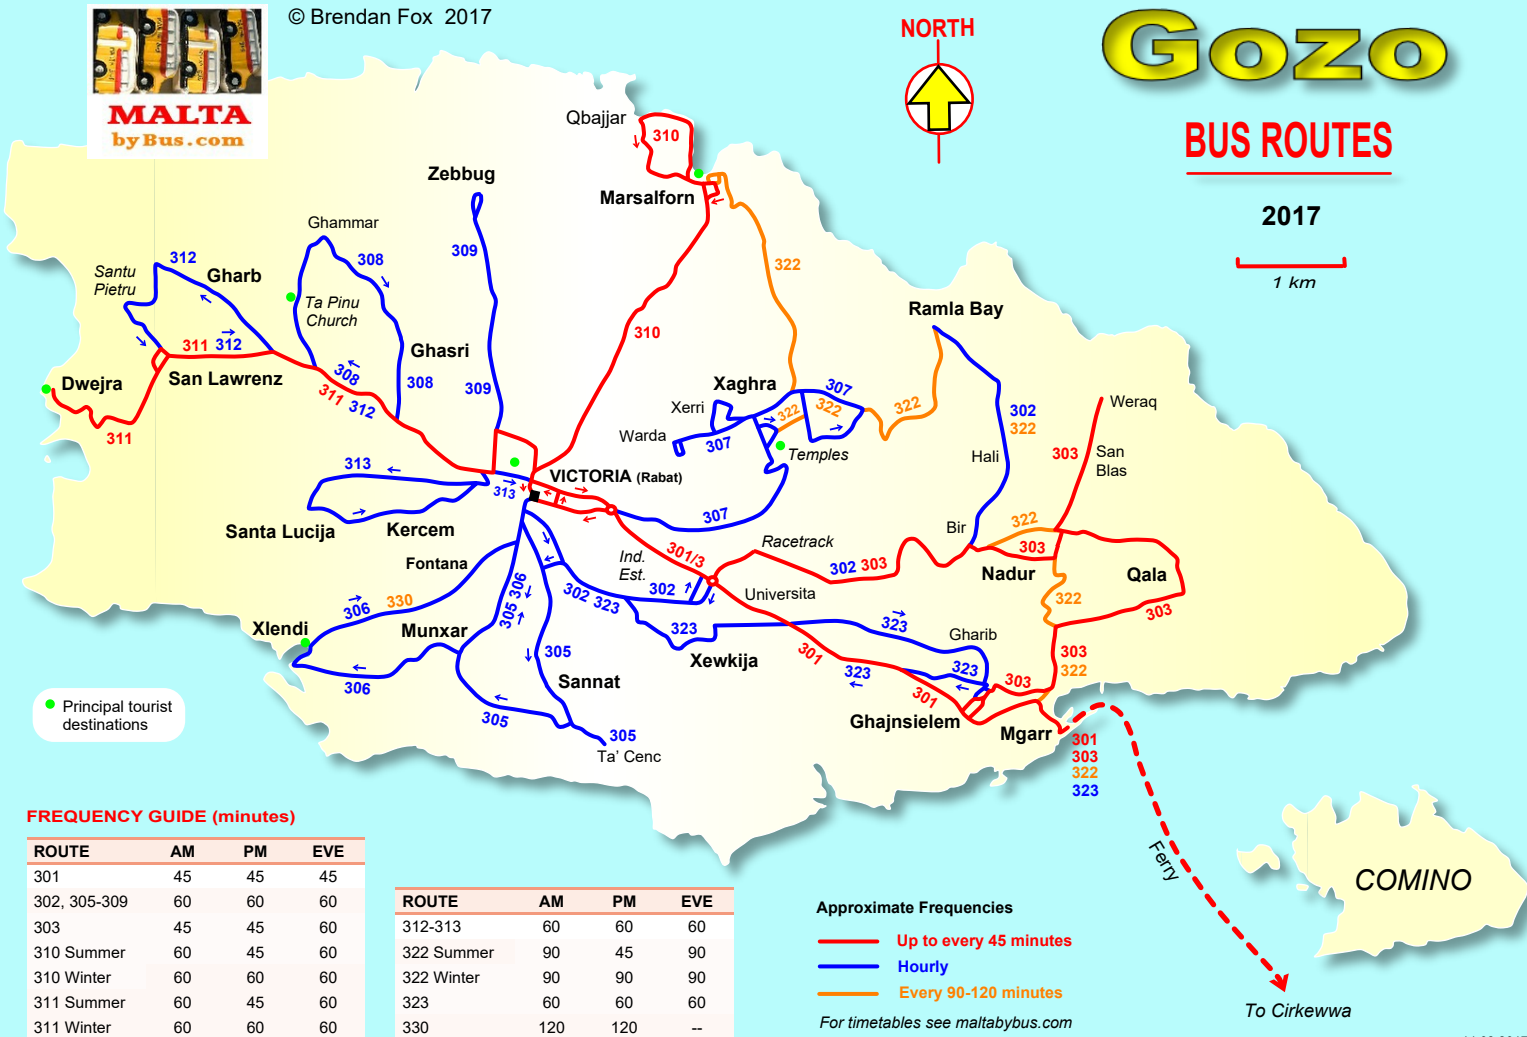 © Brendan Fox 2017
MALTA
byBus.com
NORTH
Gozo
BUS ROUTES
2017
1 km
Qbajjar
310
Marsalforn
Zebbug
309
Ghammar
308
312
Gharb
Santu
Pietru
Ta Pinu
Church
322
310
Ramla Bay
311 312
San Lawrenz
Dwejra
311
308
311 312
Ghasri
308
309
Xaghra
307
Xerri
322
322
322
Warda
307
Temples
302
322
Weraq
303
San
Blas
Hali
313
313
VICTORIA (Rabat)
Santa Lucija
Kercem
307
322
Bir
Fontana
Ind.
Est.
301/3
Racetrack
302 303
303
Nadur
Qala
306 330
305 306
302 323
302
Universita
322
303
Xlendi
Munxar
323
Xewkija
323
Gharib
306
305
Sannat
301
323
323
303
303
322
301
305
305
Ta' Cenc
Ghajnsielem
Mgarr
301
303
322
323
Principal tourist
destinations
Ferry
COMINO
To Cirkewwa
FREQUENCY GUIDE (minutes)
ROUTE AM PM EVE
301 45 45 45
302, 305-309 60 60 60
303 45 45 60
310 Summer 60 45 60
310 Winter 60 60 60
311 Summer 60 45 60
311 Winter 60 60 60
ROUTE AM PM EVE
312-313 60 60 60
322 Summer 90 45 90
322 Winter 90 90 90
323 60 60 60
330 120 120 --
Approximate Frequencies
Up to every 45 minutes
Hourly
Every 90-120 minutes
For timetables see maltabybus.com